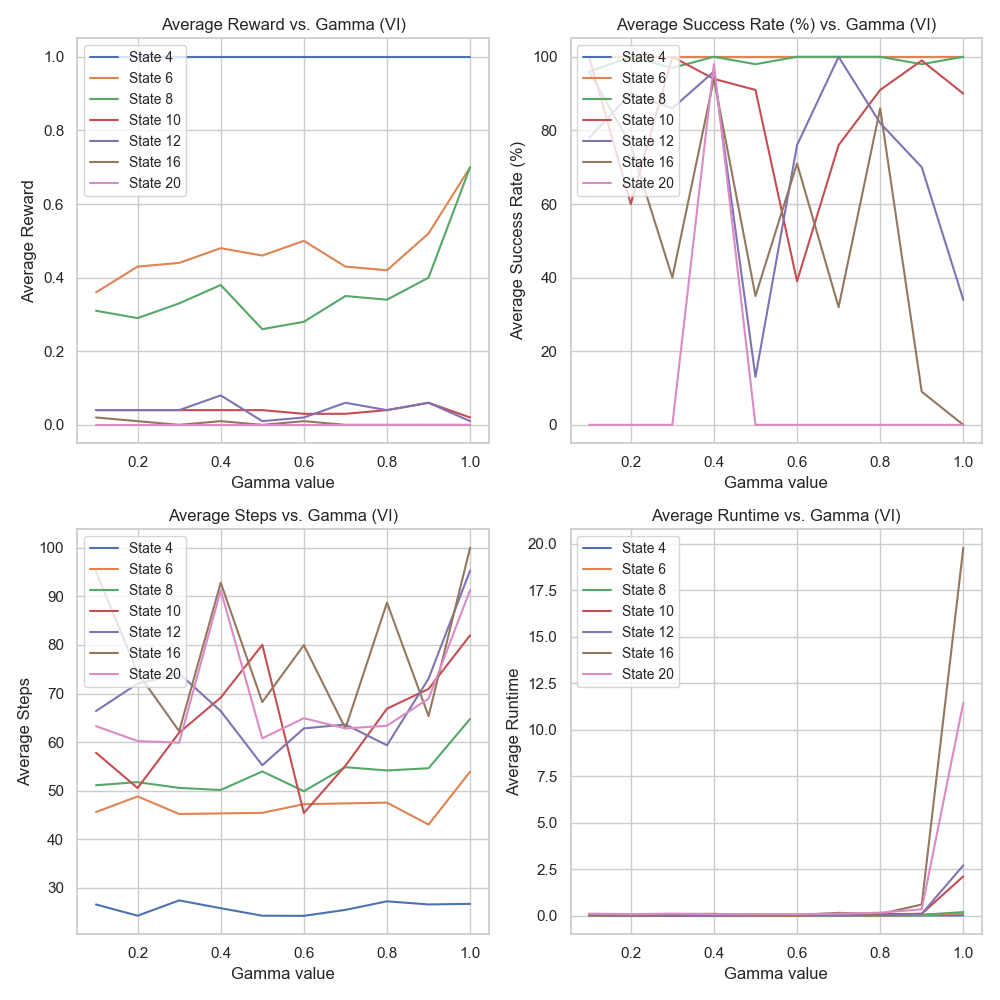 Average Reward vs. Gamma (VI)
Average Reward
1.0
0.8
0.6
0.4
0.2
0.0
State 4
State 6
State 8
State 10
State 12
State 16
State 20
0.2 0.4 0.6 0.8 1.0
Gamma value
Average Success Rate (%) vs. Gamma (VI)
Average Success Rate (%)
100
80
60
40
20
0
State 4
State 6
State 8
State 10
State 12
State 16
State 20
0.2 0.4 0.6 0.8 1.0
Gamma value
Average Steps vs. Gamma (VI)
Average Steps
100
90
80
70
60
50
40
30
State 4
State 6
State 8
State 10
State 12
State 16
State 20
0.2 0.4 0.6 0.8 1.0
Gamma value
Average Runtime vs. Gamma (VI)
Average Runtime
20.0
17.5
15.0
12.5
10.0
7.5
5.0
2.5
0.0
State 4
State 6
State 8
State 10
State 12
State 16
State 20
0.2 0.4 0.6 0.8 1.0
Gamma value